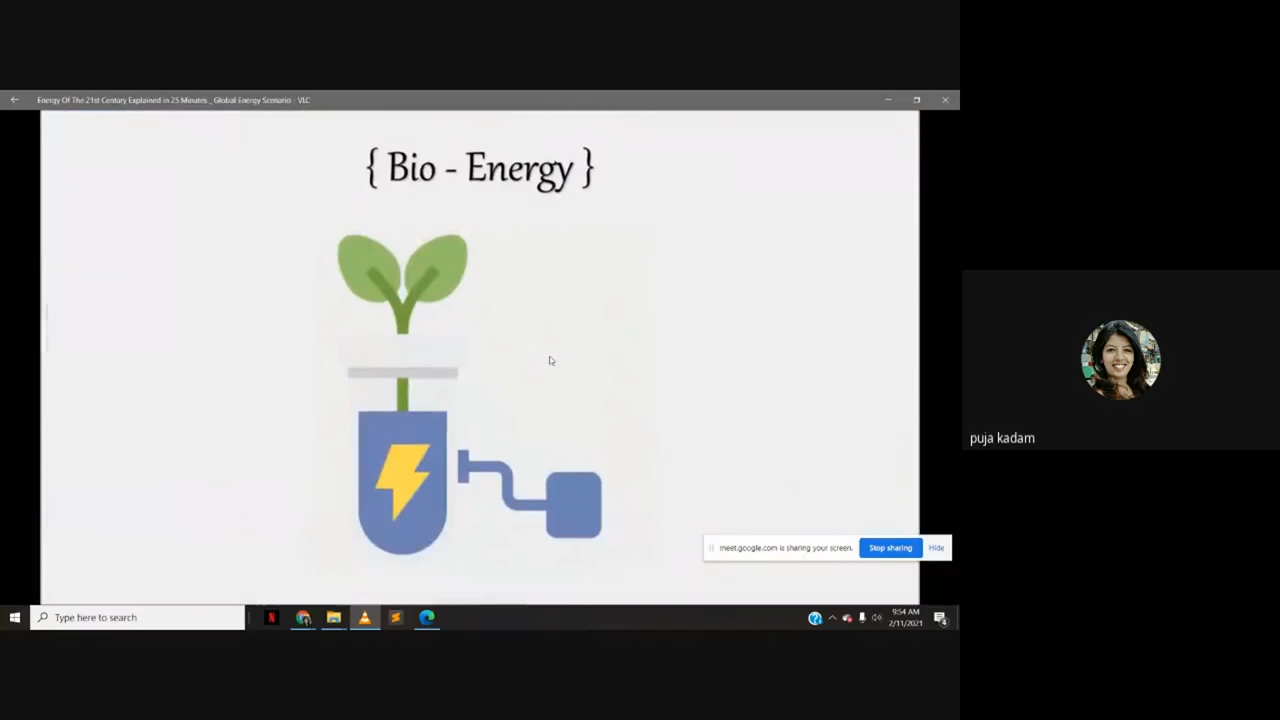 Energy Of The 21st Century Explained in 25 Minutes _ Global Energy Scenario - VLC
{ Bio - Energy }
puja kadam
meet.google.com is sharing your screen.
Stop sharing
Hide
Type here to search
N
9:54 AM
2/11/2021
4